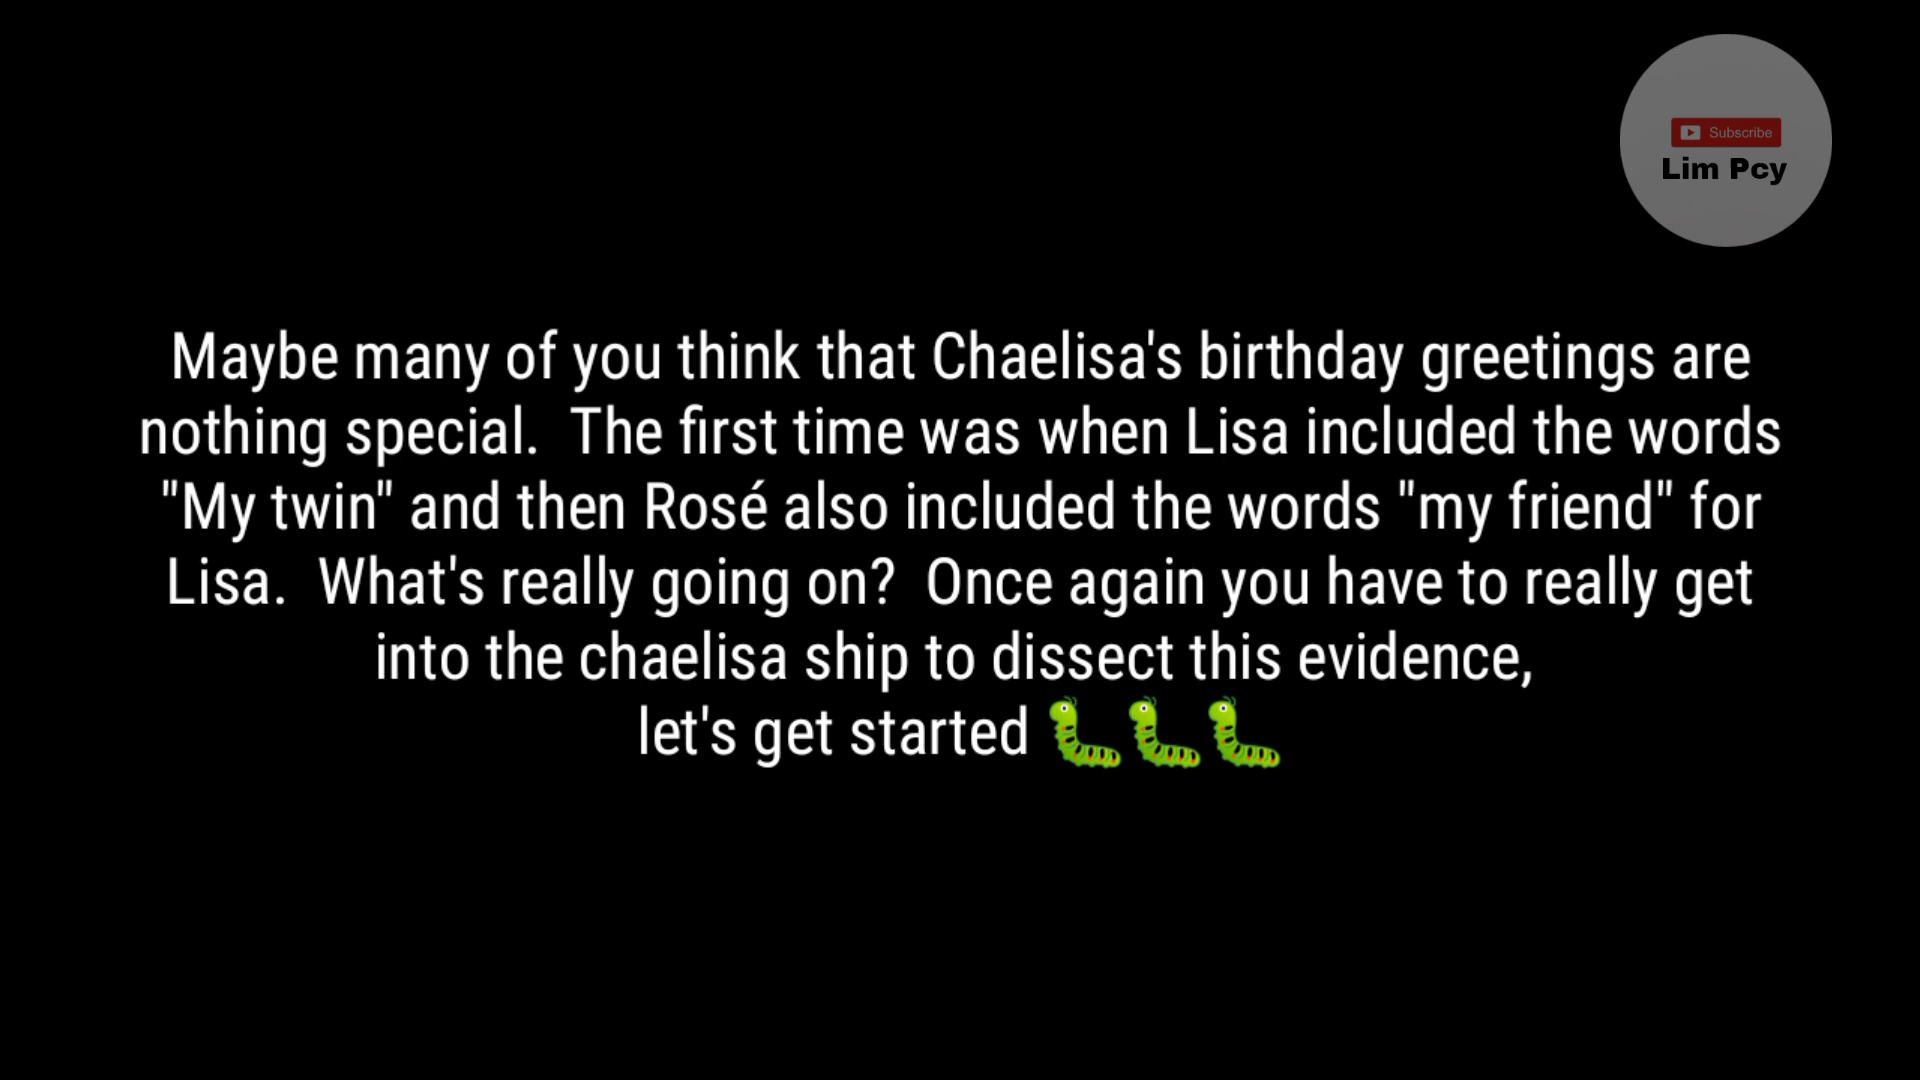 Subscribe
Lim Pcy
Maybe many of you think that Chaelisa's birthday greetings are
nothing special.  The first time was when Lisa included the words
"My twin" and then Rosé also included the words "my friend" for
Lisa.  What's really going on?  Once again you have to really get
into the chaelisa ship to dissect this evidence,
let's get started 🐛🐛🐛